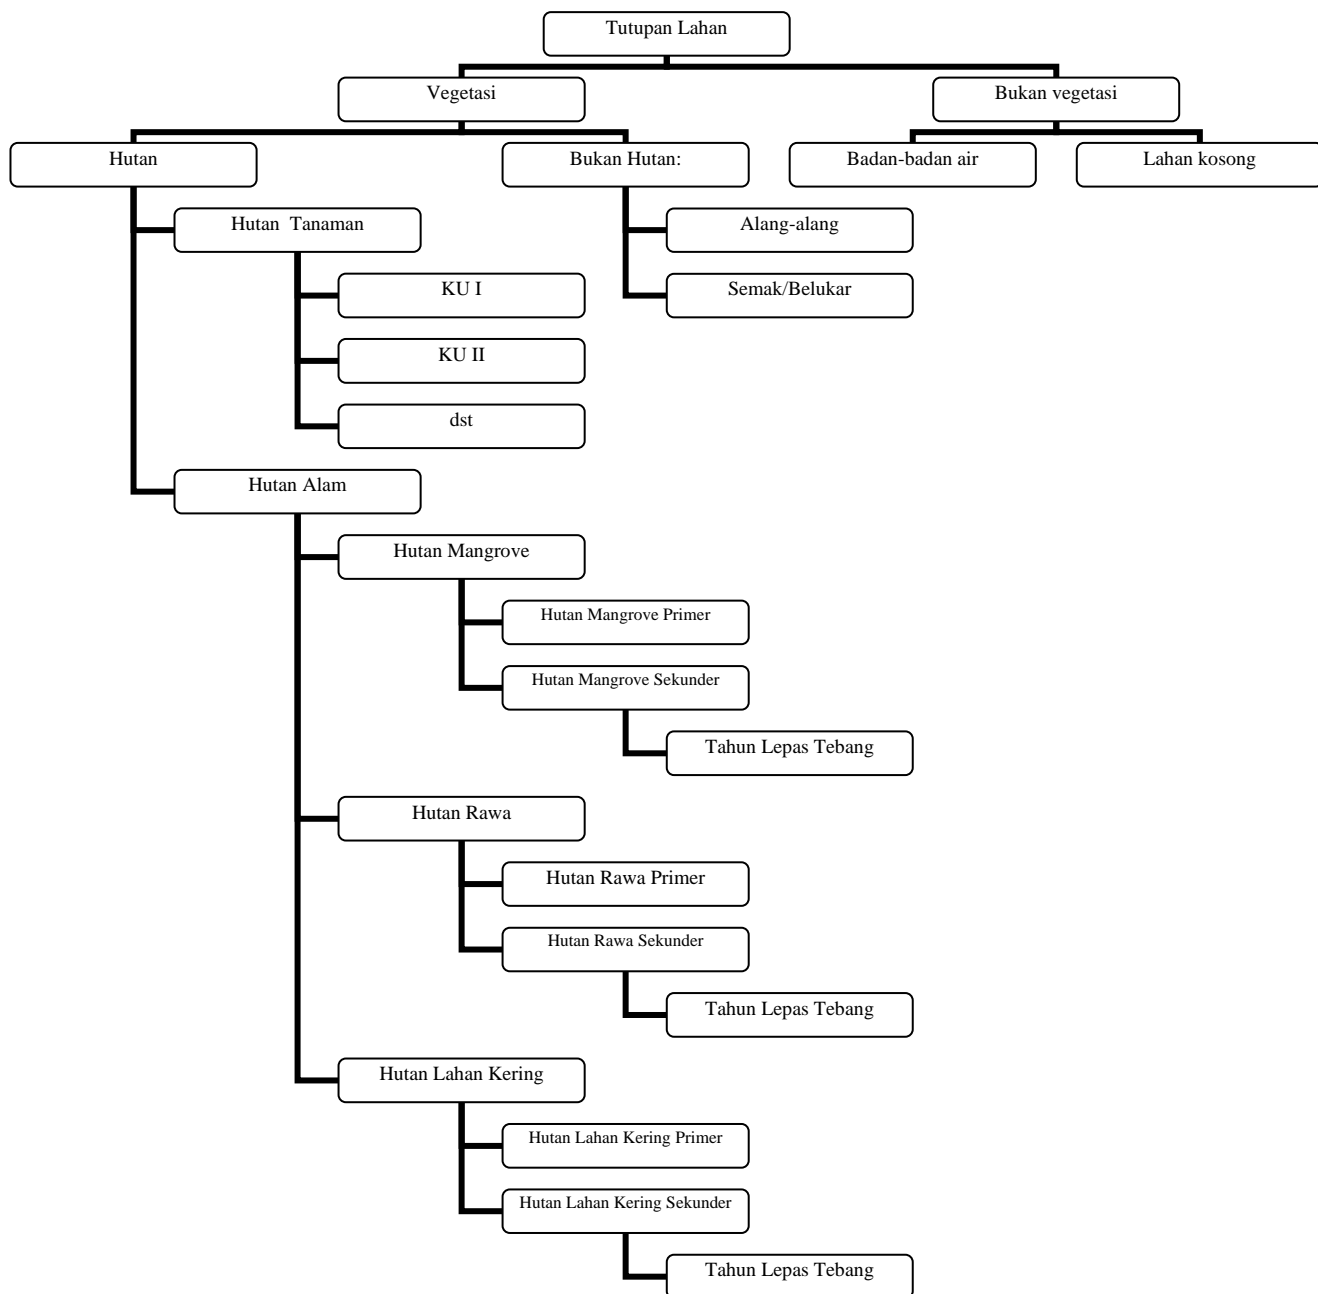 Tutupan Lahan
Vegetasi
Bukan vegetasi
Hutan
Bukan Hutan:
Badan-badan air
Lahan kosong
Hutan  Tanaman
Alang-alang
KU I
Semak/Belukar
KU II
dst
Hutan Alam
Hutan Mangrove
Hutan Mangrove Primer
Hutan Mangrove Sekunder
Tahun Lepas Tebang
Hutan Rawa
Hutan Rawa Primer
Hutan Rawa Sekunder
Tahun Lepas Tebang
Hutan Lahan Kering
Hutan Lahan Kering Primer
Hutan Lahan Kering Sekunder
Tahun Lepas Tebang